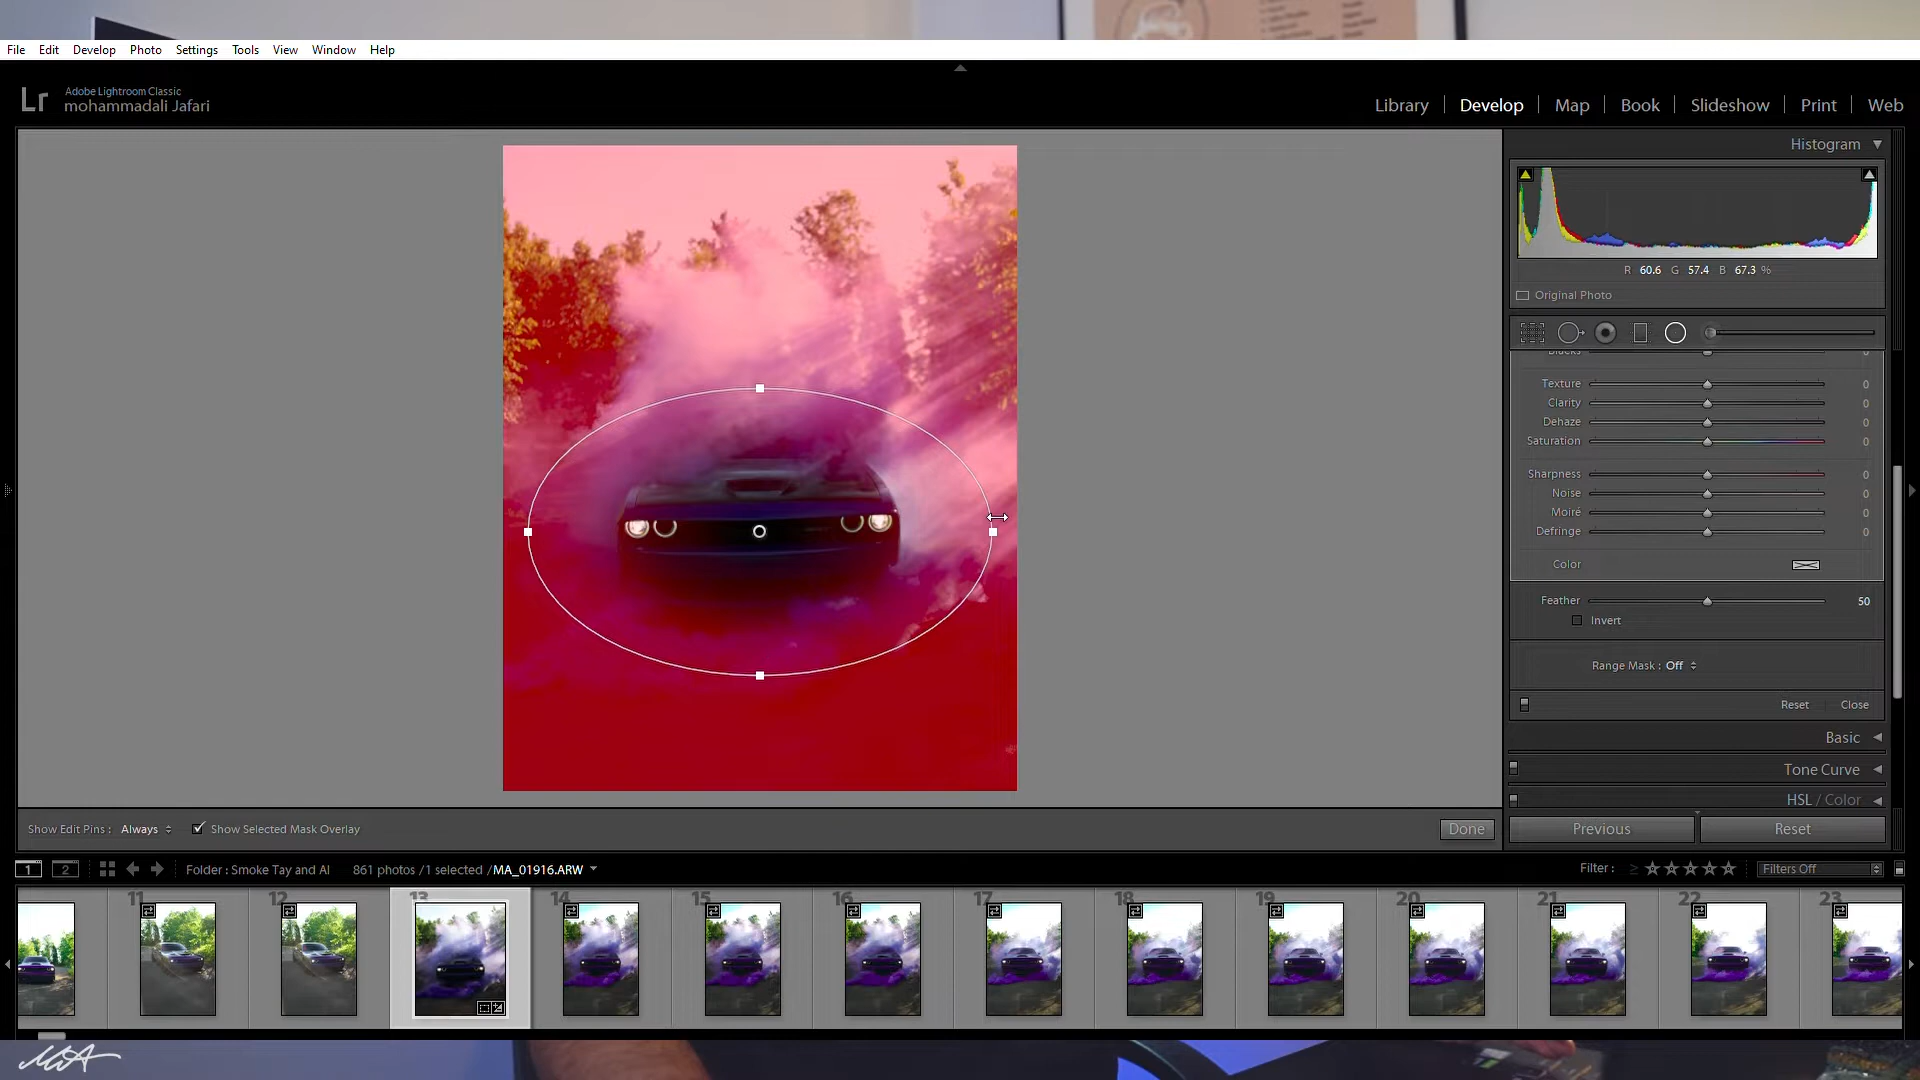 File Edit Develop Photo Settings Tools View Window Help
Lr Adobe Lightroom Classic
mohammadali Jafari
Library Develop Map Book Slideshow Print Web
Histogram
R 60.6 G 57.4 B 67.3 %
Original Photo
Blacks 0
Texture 0
Clarity 0
Dehaze 0
Saturation 0
Sharpness 0
Noise 0
Moiré 0
Defringe 0
Color
Feather 50
Invert
Range Mask : Off
Reset Close
Basic
Tone Curve
HSL / Color
Show Edit Pins : Always Show Selected Mask Overlay Done Previous Reset
1 2 Folder : Smoke Tay and Al 861 photos / 1 selected / MA_01916.ARW Filter : ≥ Filters Off
11 12 13 14 15 16 17 18 19 20 21 22 23
MA